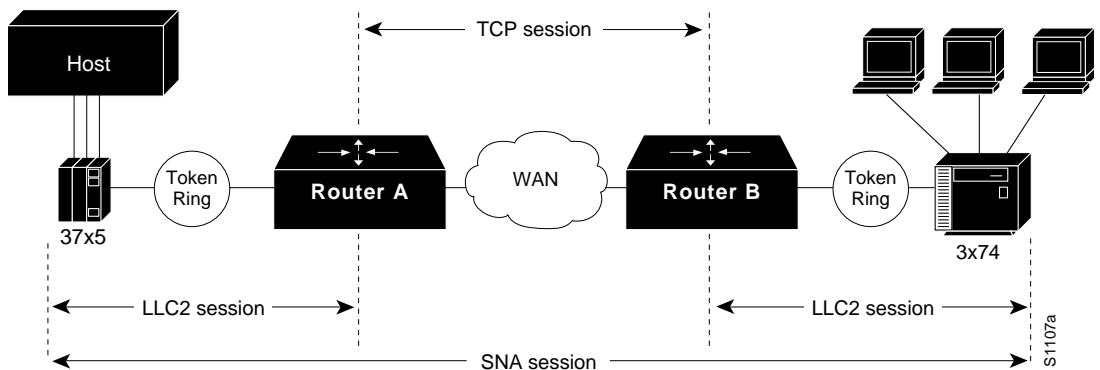 TCP session
Host
Token
Ring
Router A
WAN
Router B
Token
Ring
37x5
3x74
LLC2 session
LLC2 session
SNA session
S1107a